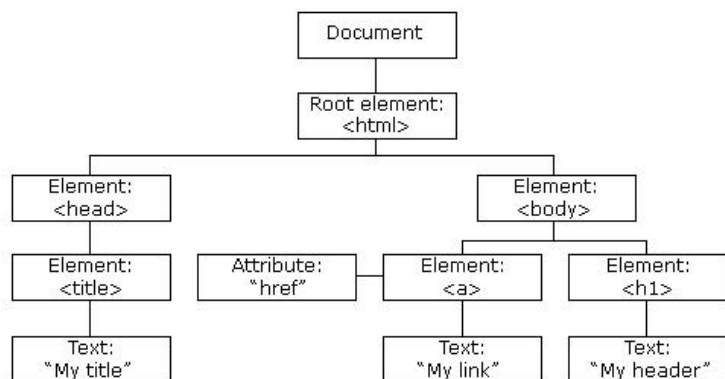 Document
Root element:
<html>
Element:
<head>
Element:
<body>
Element:
<title>
Attribute:
“href”
Element:
<a>
Element:
<h1>
Text:
“My title”
Text:
“My link”
Text:
“My header”